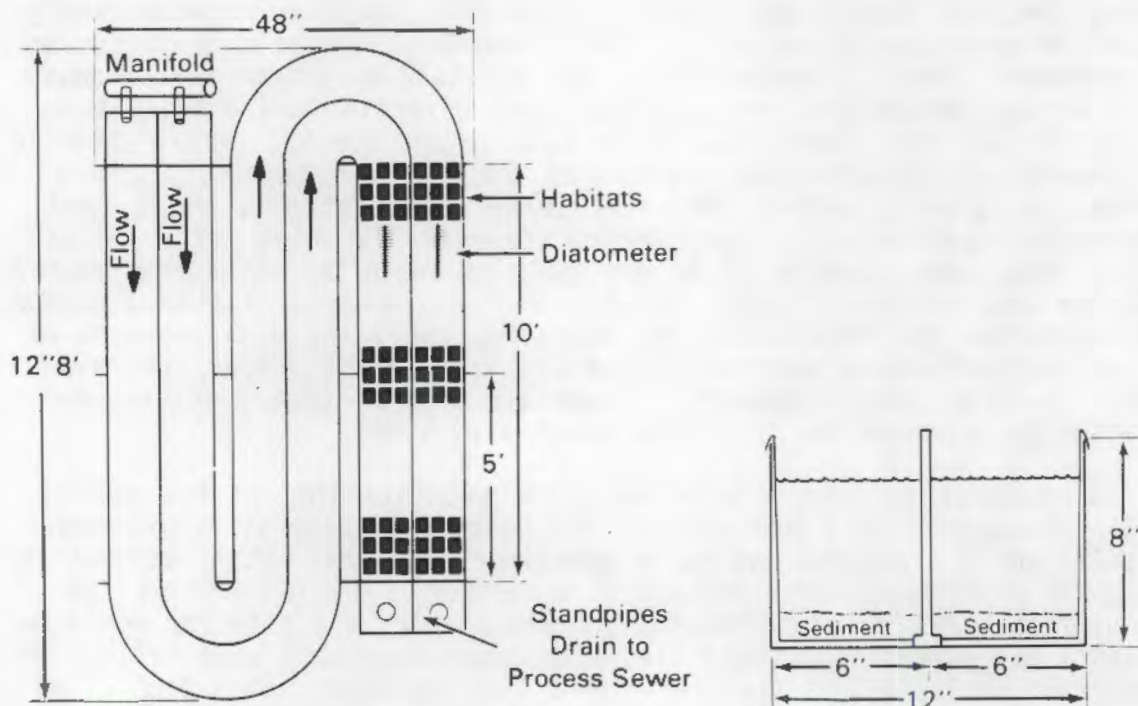 48''
Manifold
Flow
Flow
Habitats
Diatometer
12''8'
10'
5'
Standpipes
Drain to
Process Sewer
8''
Sediment
Sediment
6''
6''
12''